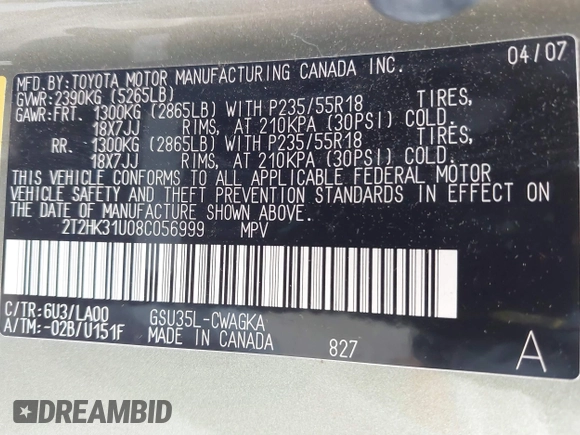 MFD.BY:TOYOTA MOTOR MANUFACTURING CANADA INC. 04/07
GVWR:2390KG (5265LB)
GAWR:FRT. 1300KG (2865LB) WITH P235/55R18 TIRES,
18X7JJ RIMS, AT 210KPA (30PSI) COLD.
RR. 1300KG (2865LB) WITH P235/55R18 TIRES,
18X7JJ RIMS, AT 210KPA (30PSI) COLD.
THIS VEHICLE CONFORMS TO ALL APPLICABLE FEDERAL MOTOR
VEHICLE SAFETY AND THEFT PREVENTION STANDARDS IN EFFECT ON
THE DATE OF MANUFACTURE SHOWN ABOVE.
2T2HK31U08C056999 MPV
C/TR:6U3/LA00 GSU35L-CWAGKA
A/TM:-02B/U151F MADE IN CANADA 827 A
DREAMBID